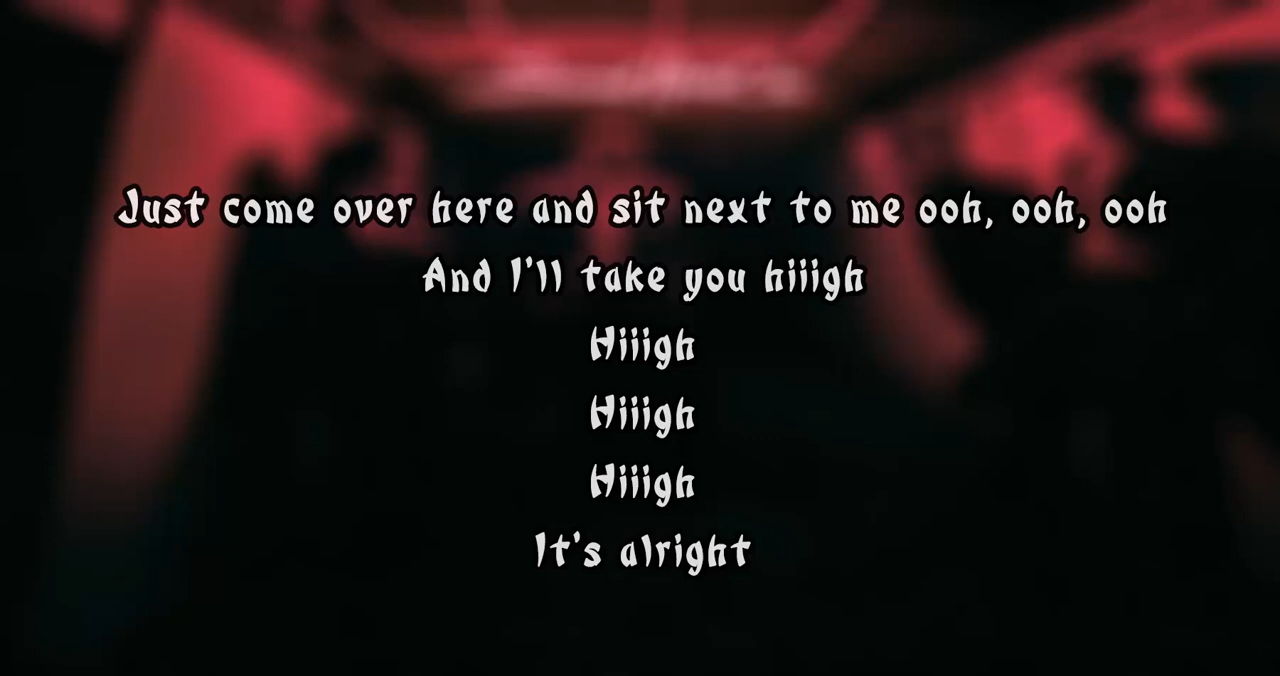 Just come over here and sit next to me ooh, ooh, ooh
And I'll take you hiiigh
Hiiigh
Hiiigh
Hiiigh
It's alright